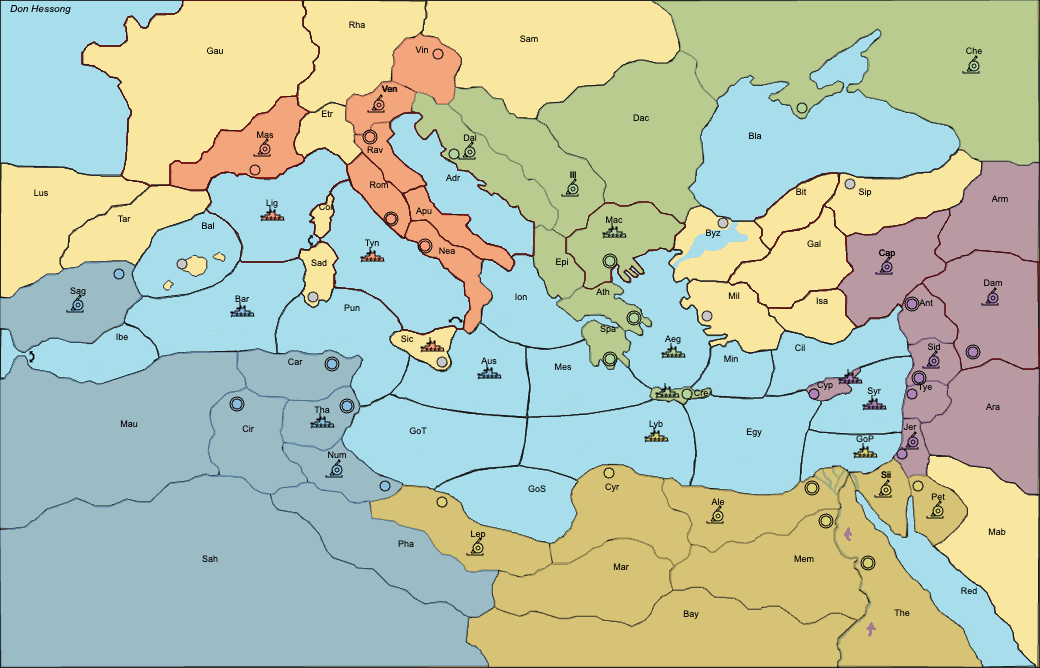 Don Hessong
Rha
Sam
Gau
Vin
Che
Ven
Etr
Dac
Mas
Dal
Bla
Rav
Ill
Adr
Rom
Lus
Tar
Lig
Cor
Apu
Bit
Sip
Arm
Bal
Mac
Byz
Tyn
Nea
Gal
Cap
Sad
Epi
Sag
Ath
Mil
Isa
Dam
Bar
Pun
Ion
Ant
Ibe
Sic
Spa
Aeg
Min
Cil
Sid
Car
Aus
Mes
Cyp
Syr
Tye
Cre
Ara
Mau
Cir
Tha
GoT
Lyb
Egy
GoP
Jer
Num
GoS
Cyr
Sii
Ale
Pet
Lep
Mab
Pha
Sah
Mar
Mem
Red
Bay
The